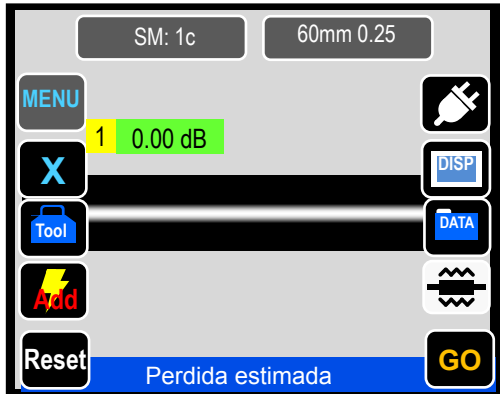 SM: 1c
60mm 0.25
MENU
1 0.00 dB
X
DISP
Tool
DATA
Add
Reset
GO
Perdida estimada